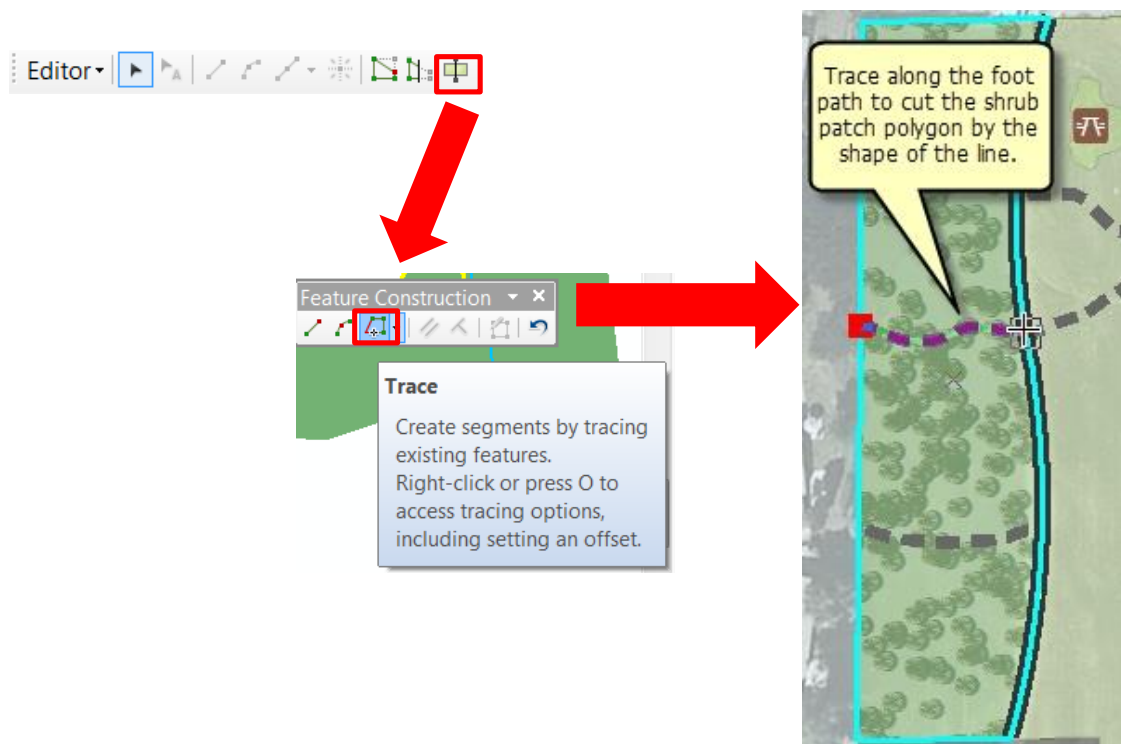 Editor
Trace along the foot
path to cut the shrub
patch polygon by the
shape of the line.
Feature Construction
Trace
Create segments by tracing
existing features.
Right-click or press O to
access tracing options,
including setting an offset.